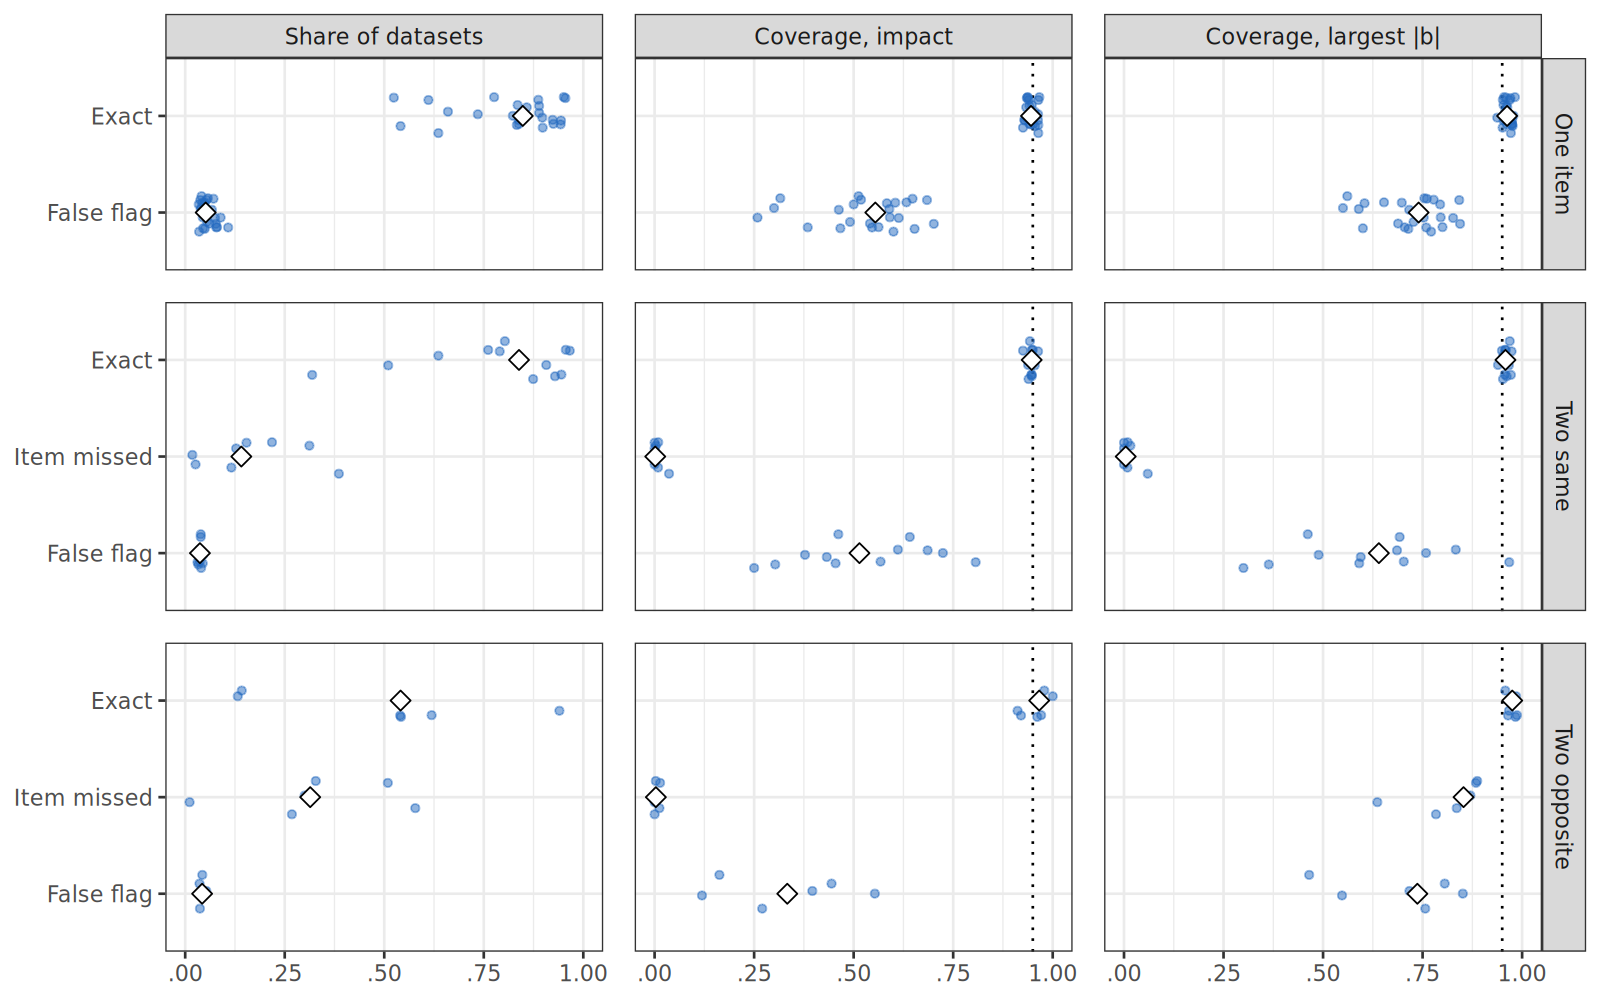 Share of datasets
Coverage, impact
Coverage, largest |b|
Exact
False flag
One item
Exact
Item missed
False flag
Two same
Exact
Item missed
False flag
Two opposite
.00 .25 .50 .75 1.00
.00 .25 .50 .75 1.00
.00 .25 .50 .75 1.00